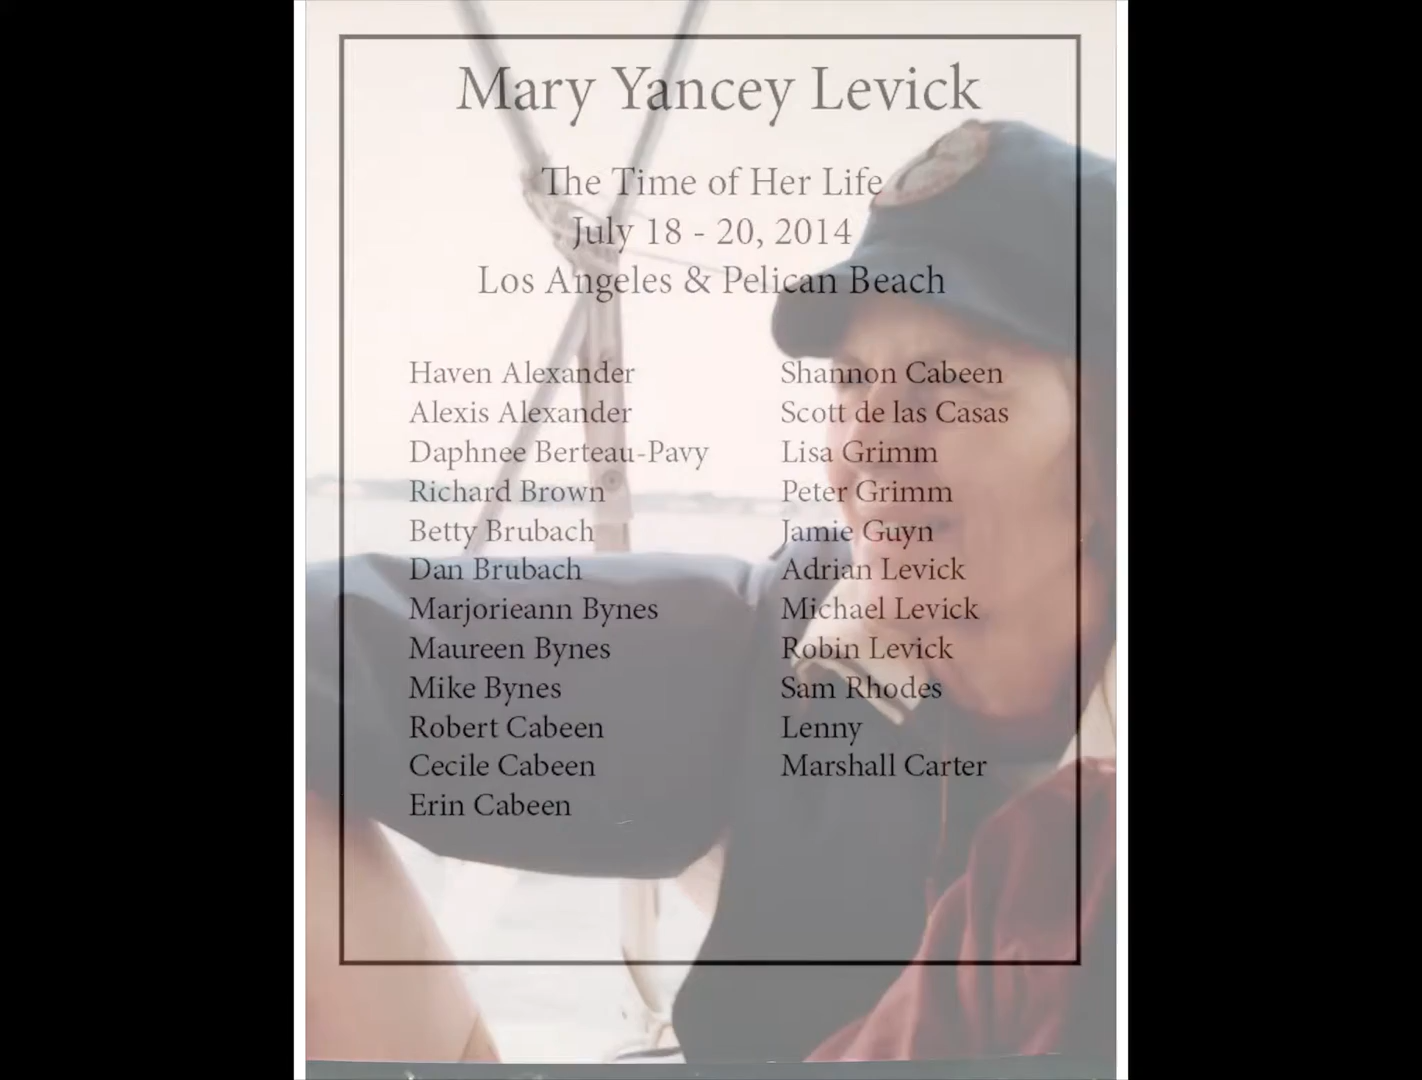 Mary Yancey Levick
The Time of Her Life
July 18 - 20, 2014
Los Angeles & Pelican Beach
Haven Alexander
Alexis Alexander
Daphnee Berteau-Pavy
Richard Brown
Betty Brubach
Dan Brubach
Marjorieann Bynes
Maureen Bynes
Mike Bynes
Robert Cabeen
Cecile Cabeen
Erin Cabeen
Shannon Cabeen
Scott de las Casas
Lisa Grimm
Peter Grimm
Jamie Guyn
Adrian Levick
Michael Levick
Robin Levick
Sam Rhodes
Lenny
Marshall Carter